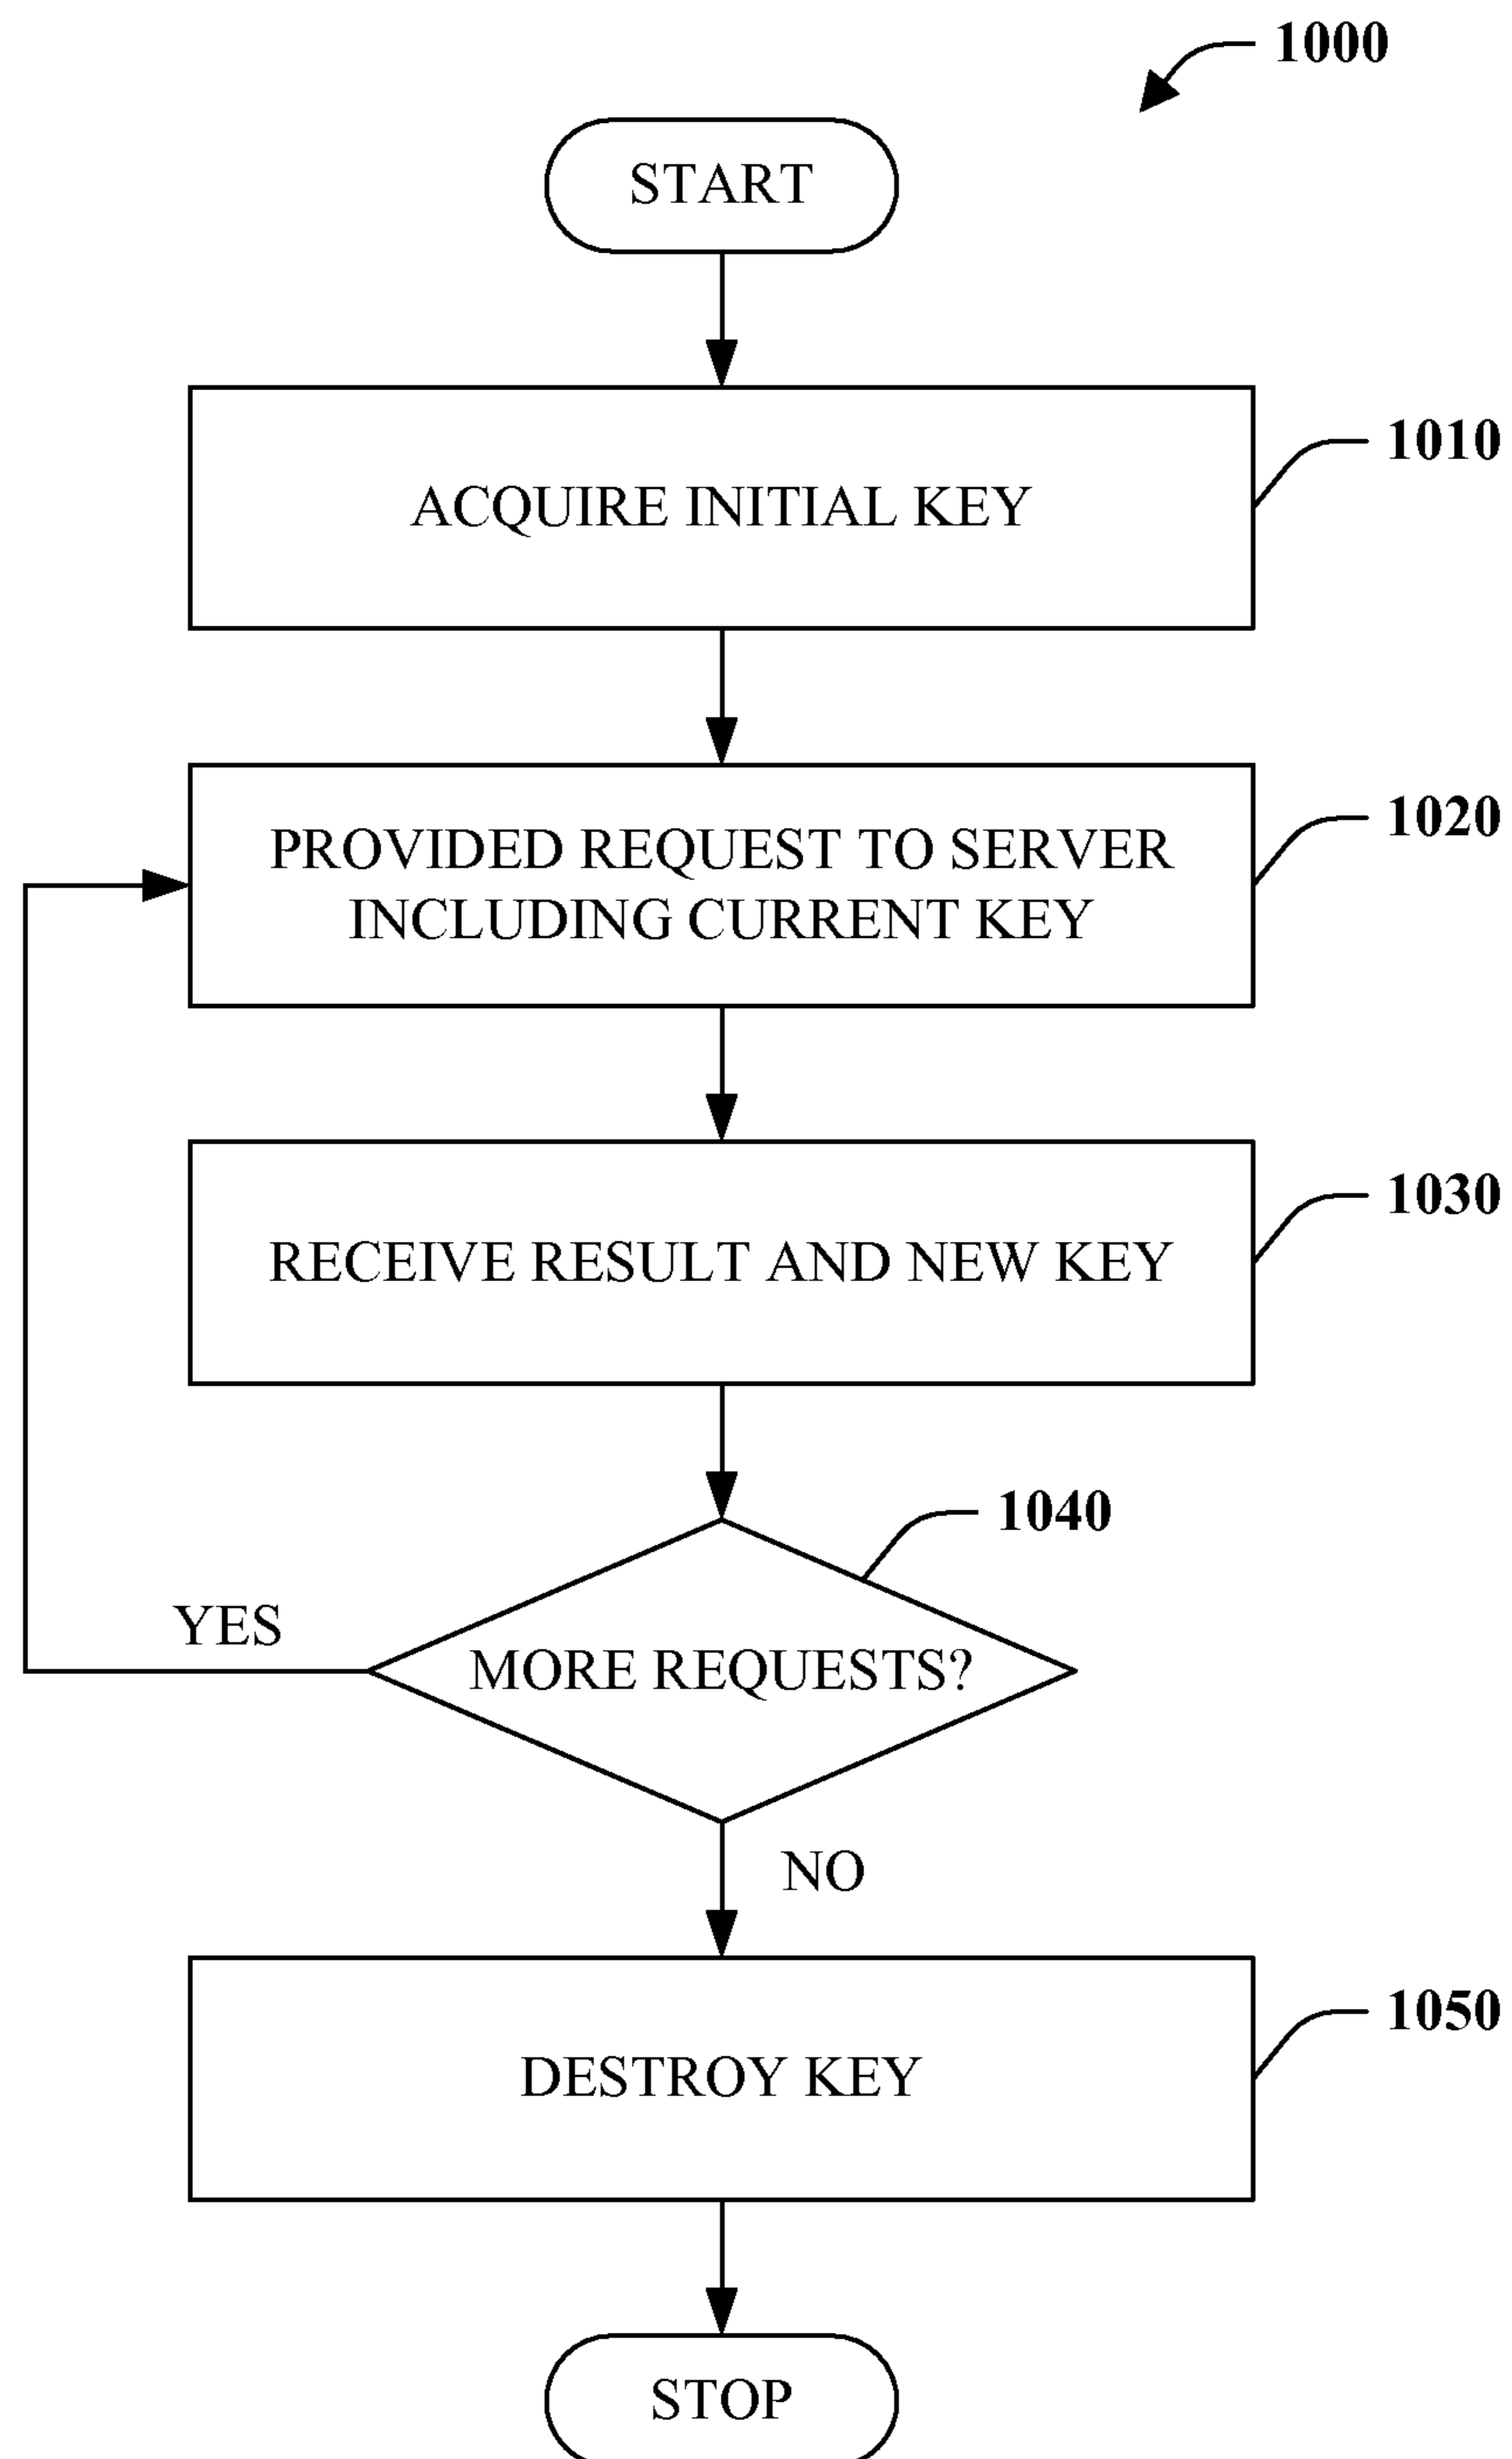 1000
START
ACQUIRE INITIAL KEY
1010
PROVIDED REQUEST TO SERVER
INCLUDING CURRENT KEY
1020
RECEIVE RESULT AND NEW KEY
1030
1040
YES
MORE REQUESTS?
NO
DESTROY KEY
1050
STOP